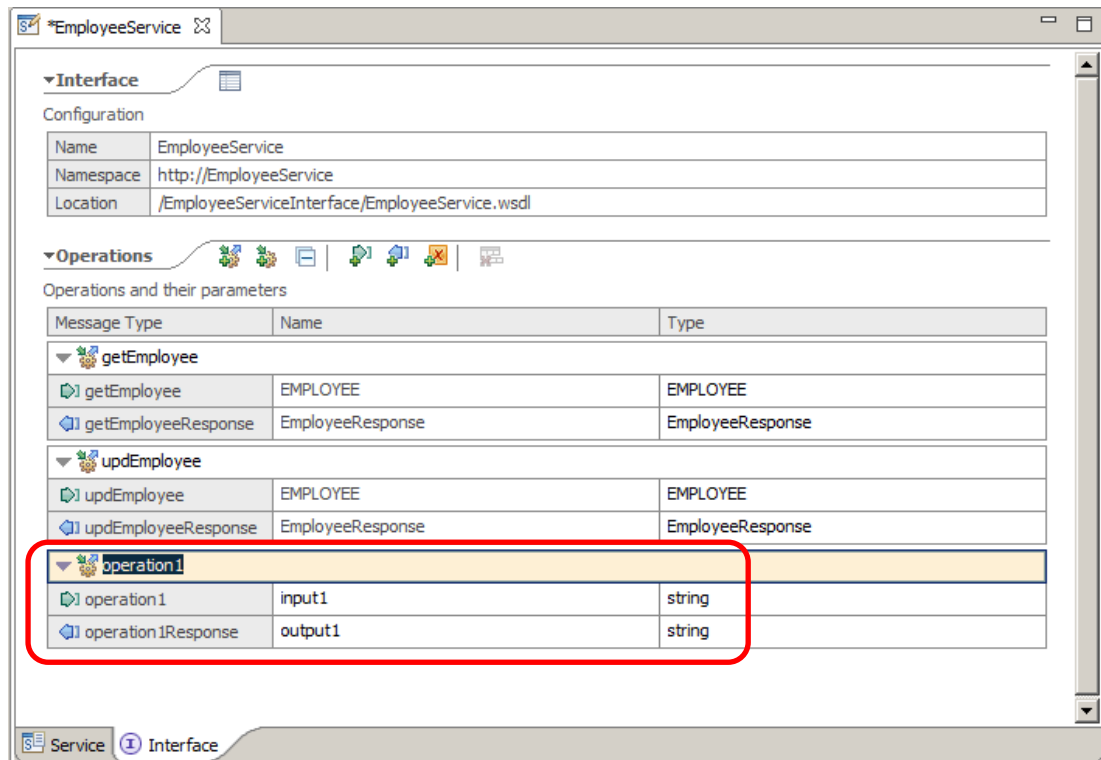 *EmployeeService
Interface
Configuration
Name EmployeeService
Namespace http://EmployeeService
Location /EmployeeServiceInterface/EmployeeService.wsdl
Operations
Operations and their parameters
Message Type Name Type
getEmployee
getEmployee EMPLOYEE EMPLOYEE
getEmployeeResponse EmployeeResponse EmployeeResponse
updEmployee
updEmployee EMPLOYEE EMPLOYEE
updEmployeeResponse EmployeeResponse EmployeeResponse
operation1
operation1 input1 string
operation1Response output1 string
Service Interface